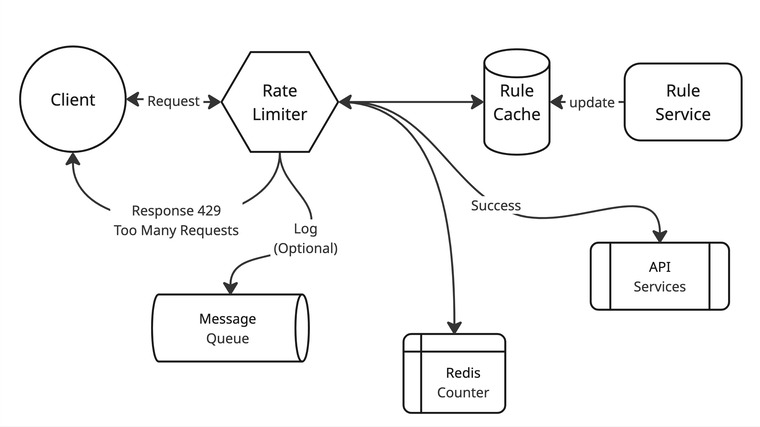 Client
Request
Rate
Limiter
Rule
Cache
update
Rule
Service
Response 429
Too Many Requests
Log
(Optional)
Success
API
Services
Message
Queue
Redis
Counter